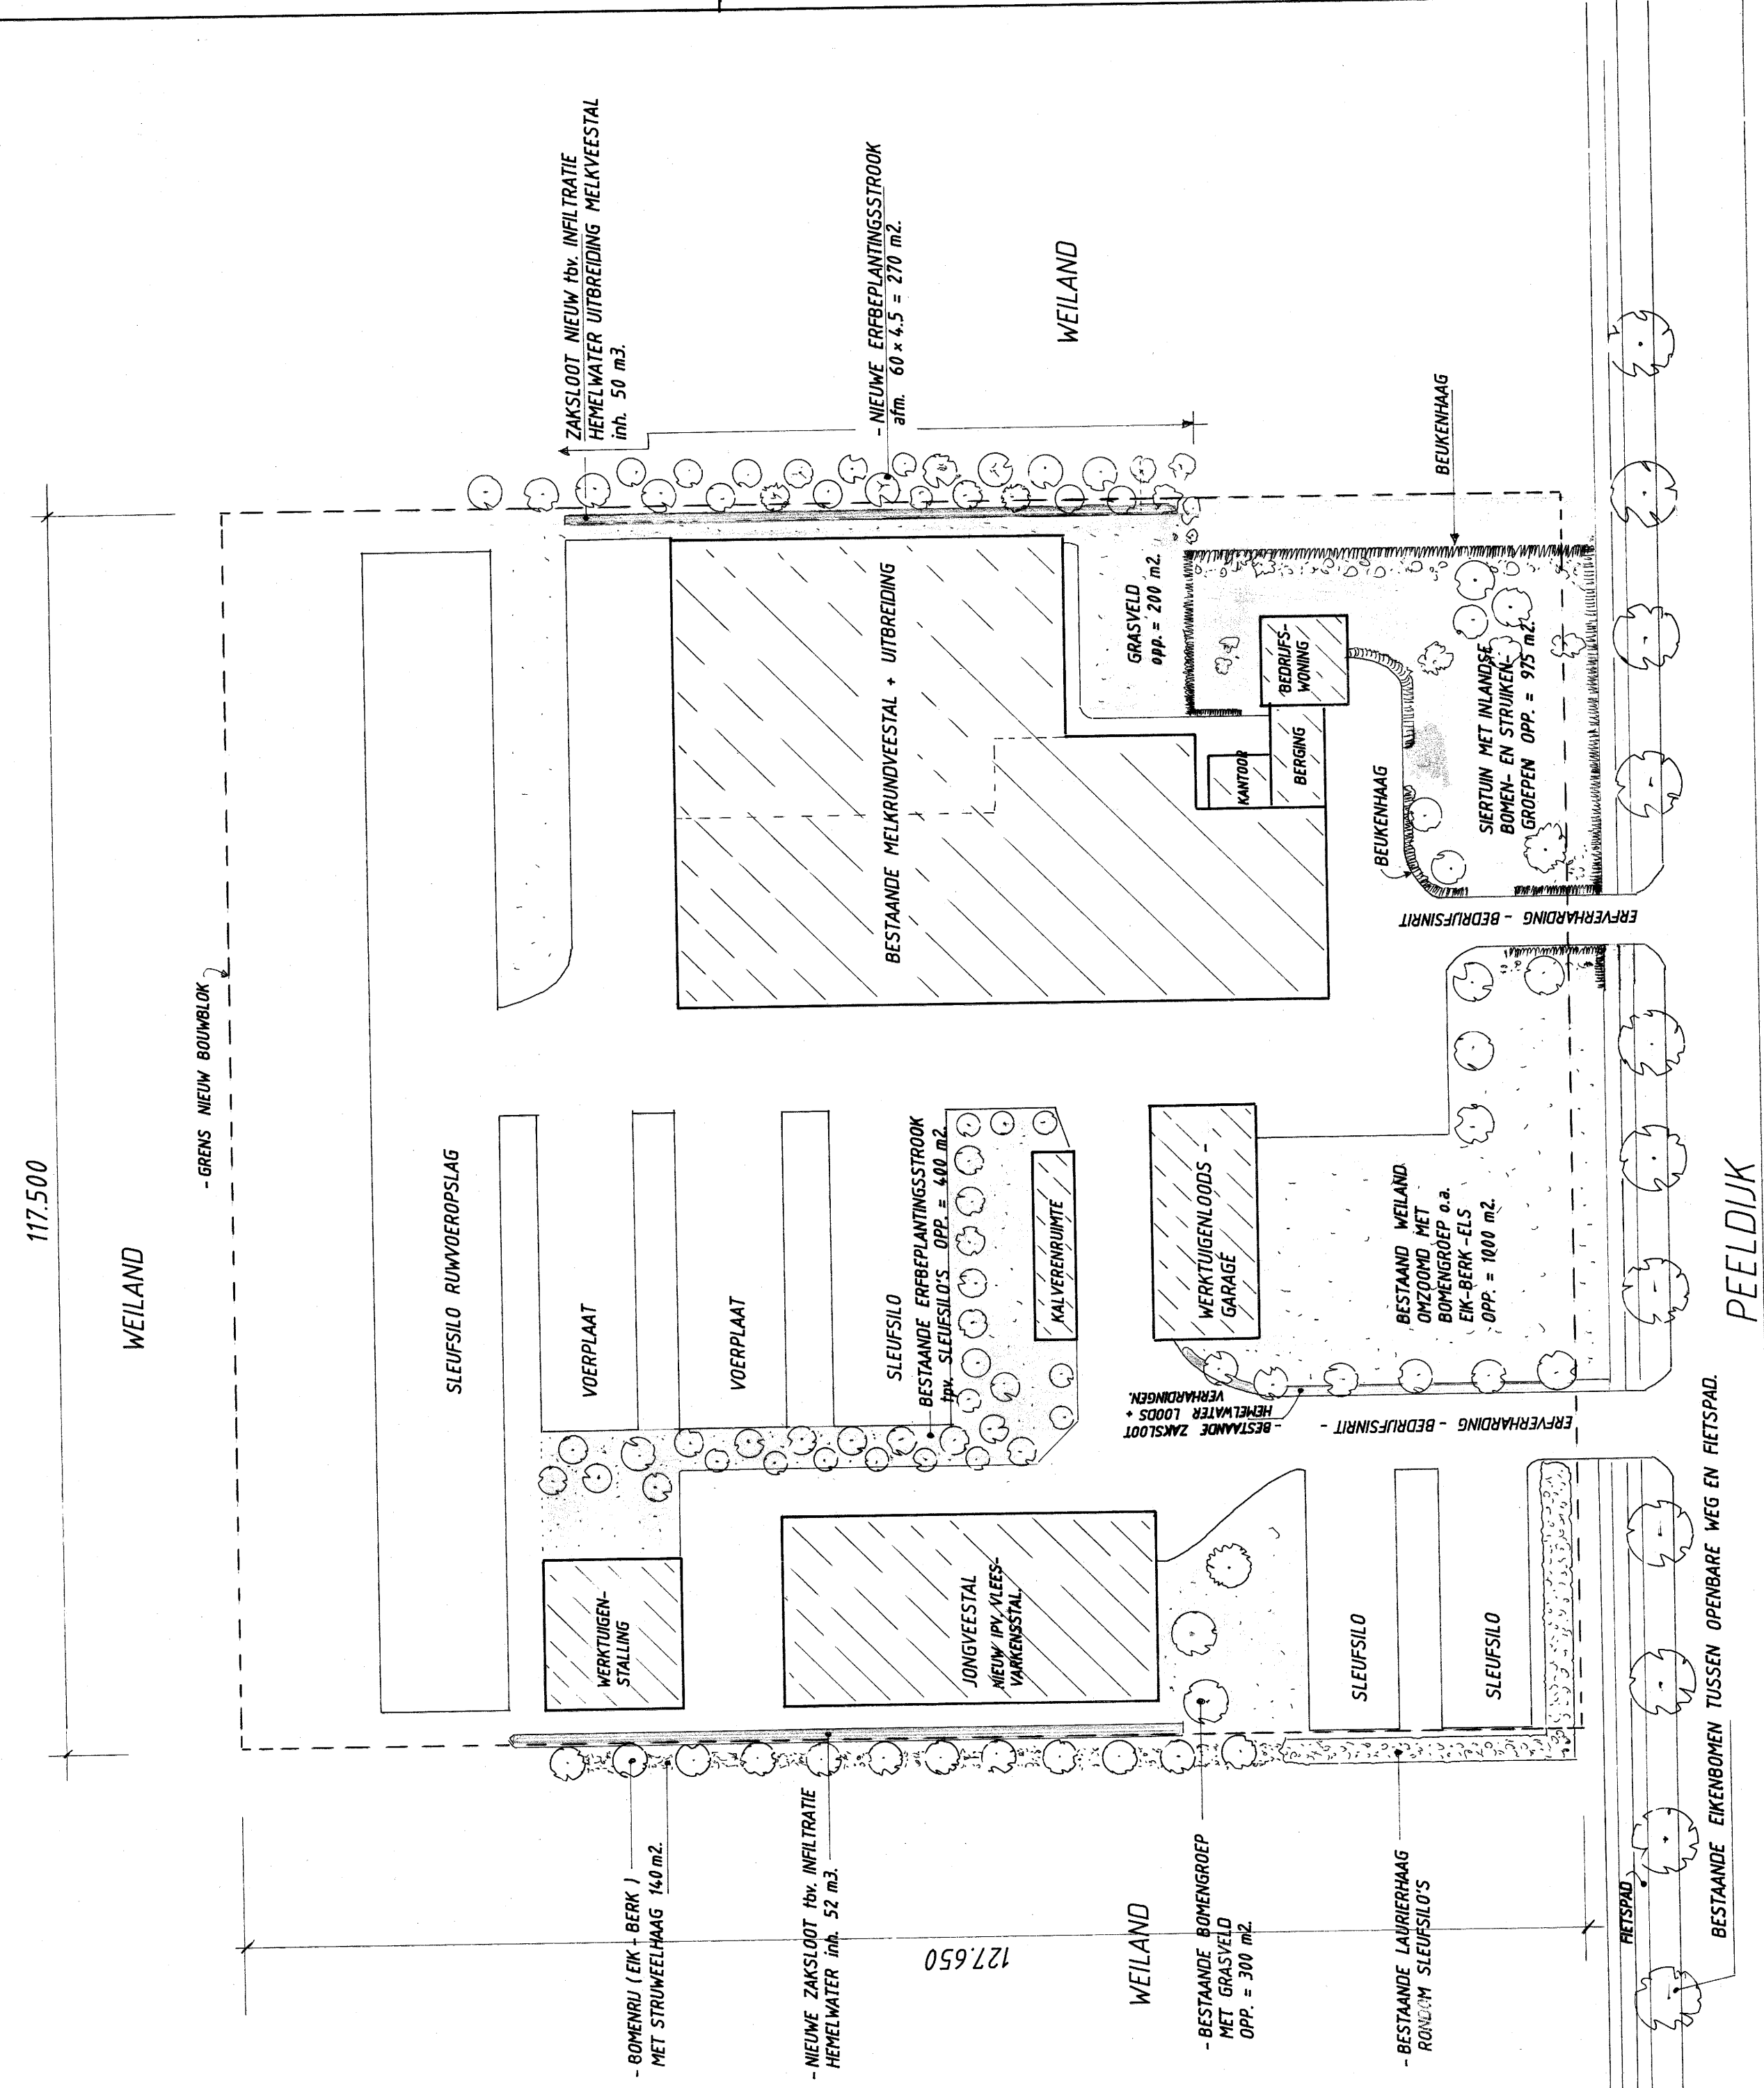 117.500
WEILAND
- GRENS NIEUW BOUWBLOK
ZAKSLOOT NIEUW tbv. INFILTRATIE
HEMELWATER UITBREIDING MELKVEESTAL
inh. 50 m3.
- NIEUWE ERFBEPLANTINGSSTROOK
afm. 60 x 4.5 = 270 m2.
WEILAND
SLEUFSILO RUWVOEROPSLAG
VOERPLAAT
VOERPLAAT
SLEUFSILO
BESTAANDE ERFBEPLANTINGSSTROOK
tpv. SLEUFSILO'S OPP. = 400 m2.
KALVERENRUIMTE
BESTAANDE MELKRUNDVEESTAL + UITBREIDING
GRASVELD
opp. = 200 m2.
BEDRIJFS-
WONING
KANTOOR
BERGING
BEUKENHAAG
BEUKENHAAG
SIERTUIN MET INLANDSE
BOMEN- EN STRUIKEN-
GROEPEN OPP. = 975 m2.
ERFVERHARDING - BEDRIJFSINRIT
WERKTUIGEN-
STALLING
JONGVEESTAL
NIEUW IPV. VLEES-
VARKENSSTAL.
WERKTUIGENLOODS -
GARAGE
- BESTAANDE ZAKSLOOT
HEMELWATER LOODS +
VERHARDINGEN.
ERFVERHARDING - BEDRIJFSINRIT -
BESTAAND WEILAND
OMZOOMD MET
BOMENGROEP o.a.
EIK-BERK-ELS
OPP. = 1000 m2.
SLEUFSILO
SLEUFSILO
- BOMENRIJ ( EIK - BERK )
MET STRUWEELHAAG 140 m2.
- NIEUWE ZAKSLOOT tbv. INFILTRATIE
HEMELWATER inh. 52 m3.
127.650
WEILAND
- BESTAANDE BOMENGROEP
MET GRASVELD
OPP. = 300 m2.
- BESTAANDE LAURIERHAAG
RONDOM SLEUFSILO'S
FIETSPAD
BESTAANDE EIKENBOMEN TUSSEN OPENBARE WEG EN FIETSPAD.
PEELDIJK